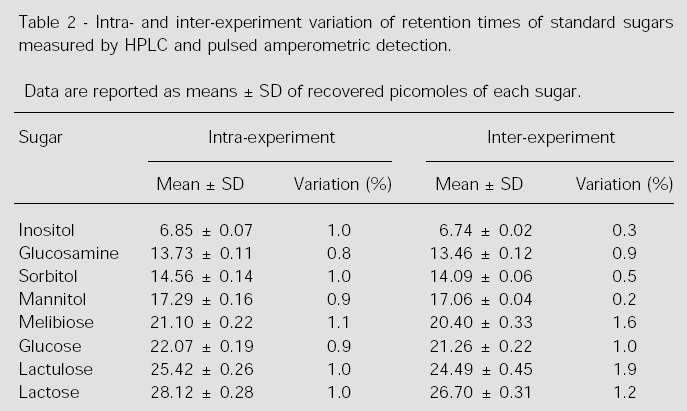 Table 2 - Intra- and inter-experiment variation of retention times of standard sugars
measured by HPLC and pulsed amperometric detection.
Data are reported as means ± SD of recovered picomoles of each sugar.
Sugar Intra-experiment Inter-experiment
Mean ± SD Variation (%) Mean ± SD Variation (%)
Inositol 6.85 ± 0.07 1.0 6.74 ± 0.02 0.3
Glucosamine 13.73 ± 0.11 0.8 13.46 ± 0.12 0.9
Sorbitol 14.56 ± 0.14 1.0 14.09 ± 0.06 0.5
Mannitol 17.29 ± 0.16 0.9 17.06 ± 0.04 0.2
Melibiose 21.10 ± 0.22 1.1 20.40 ± 0.33 1.6
Glucose 22.07 ± 0.19 0.9 21.26 ± 0.22 1.0
Lactulose 25.42 ± 0.26 1.0 24.49 ± 0.45 1.9
Lactose 28.12 ± 0.28 1.0 26.70 ± 0.31 1.2